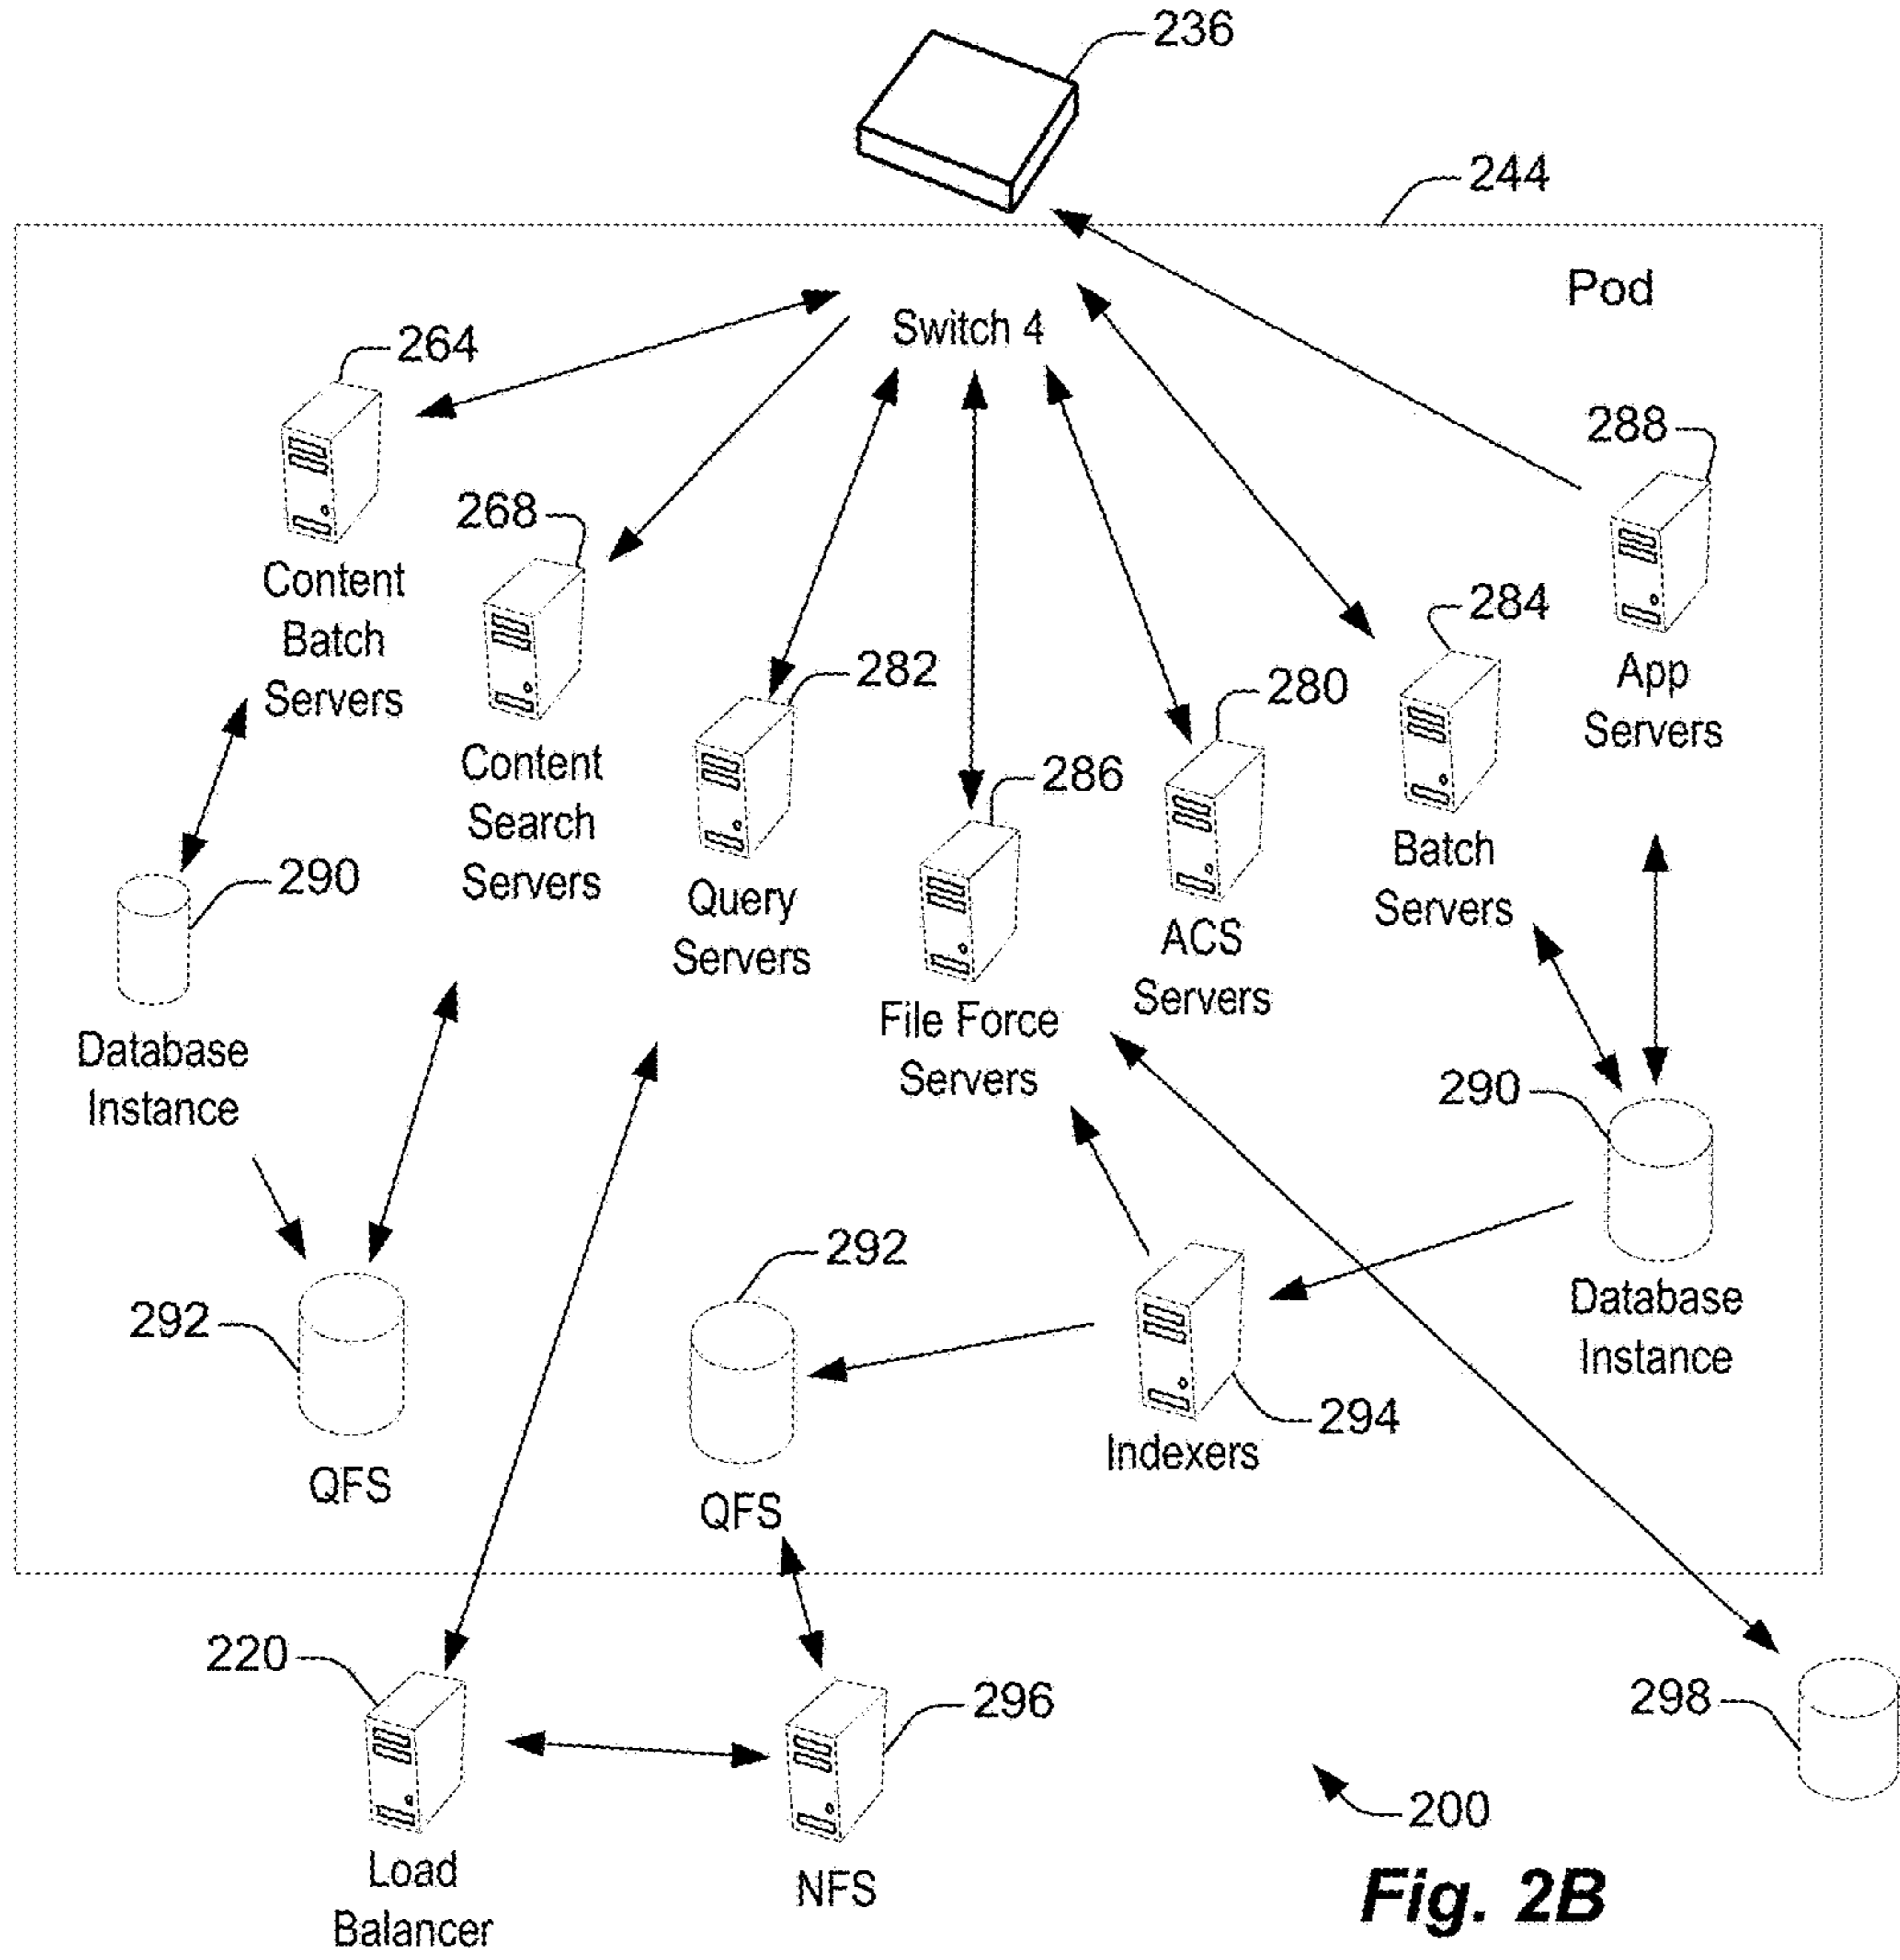 236
244
Pod
Switch 4
264
Content
Batch
Servers
268
Content
Search
Servers
282
Query
Servers
286
File Force
Servers
280
ACS
Servers
284
Batch
Servers
288
App
Servers
290
Database
Instance
290
Database
Instance
292
QFS
292
QFS
294
Indexers
220
Load
Balancer
296
NFS
298
200
Fig. 2B